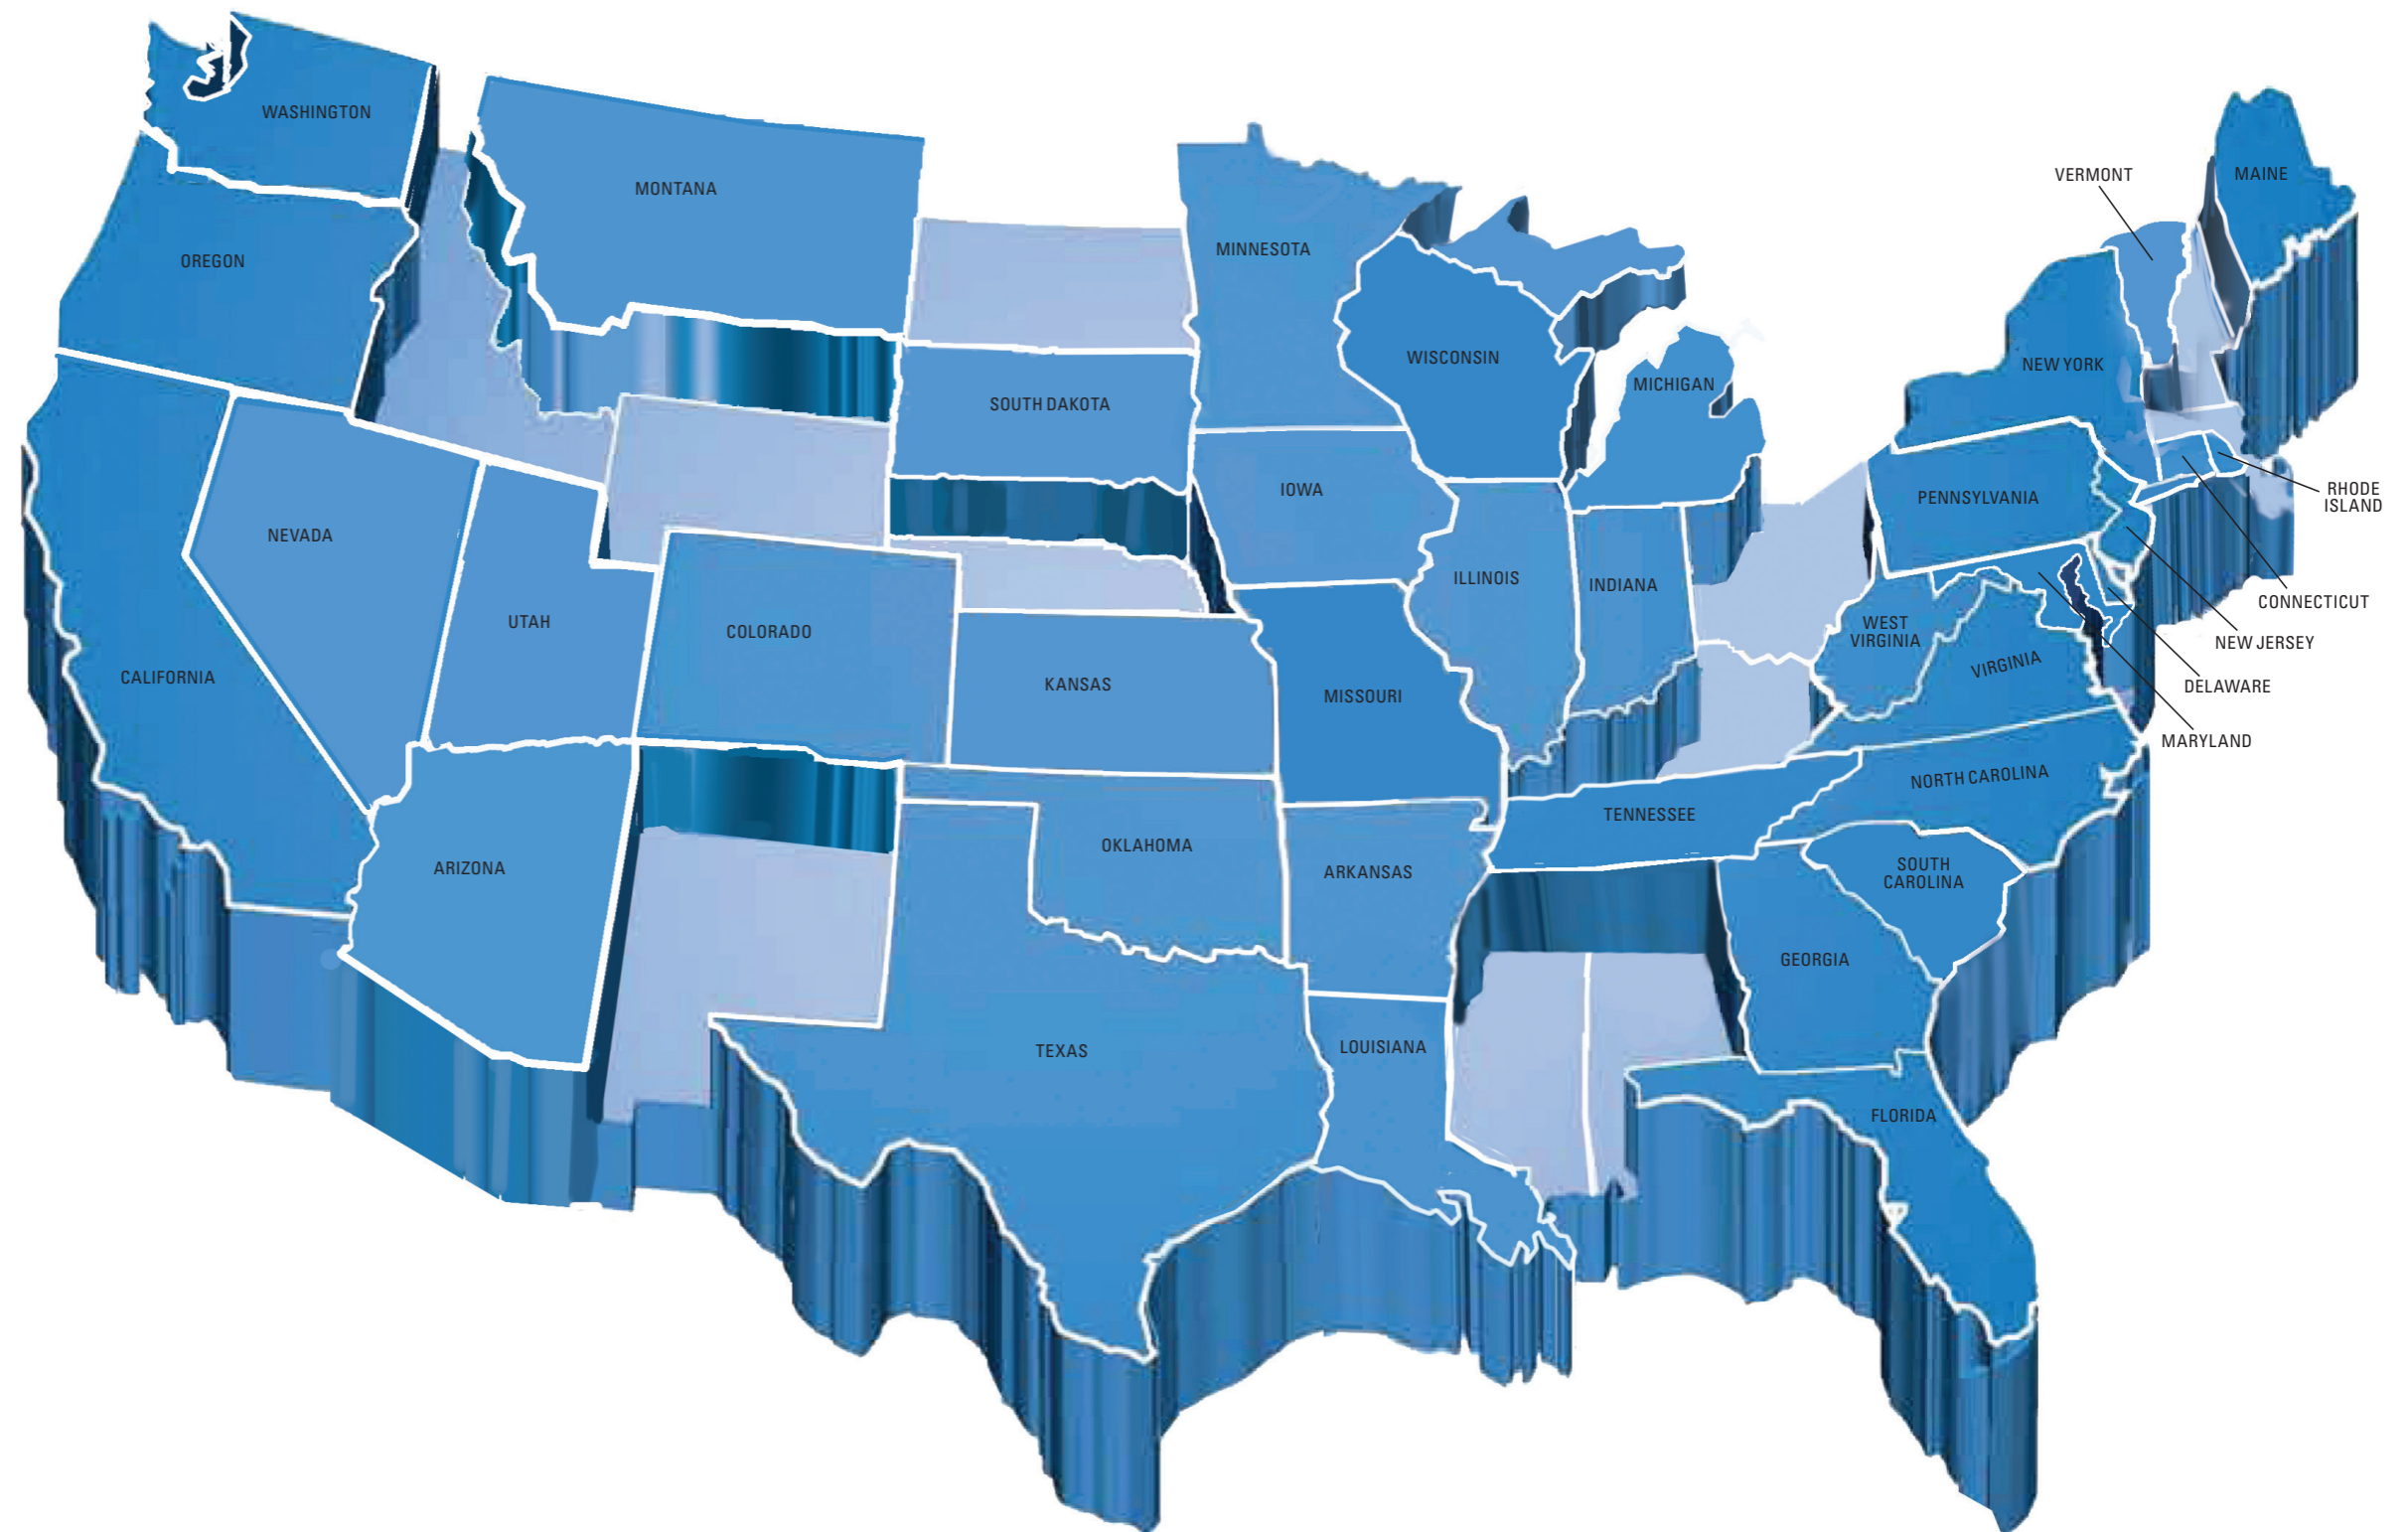 WASHINGTON
MONTANA
VERMONT
MAINE
MINNESOTA
OREGON
WISCONSIN
NEW YORK
MICHIGAN
SOUTH DAKOTA
IOWA
PENNSYLVANIA
RHODE
ISLAND
NEVADA
ILLINOIS
INDIANA
CONNECTICUT
UTAH
COLORADO
WEST
VIRGINIA
NEW JERSEY
VIRGINIA
CALIFORNIA
KANSAS
MISSOURI
DELAWARE
MARYLAND
NORTH CAROLINA
TENNESSEE
OKLAHOMA
ARIZONA
ARKANSAS
SOUTH
CAROLINA
GEORGIA
TEXAS
LOUISIANA
FLORIDA